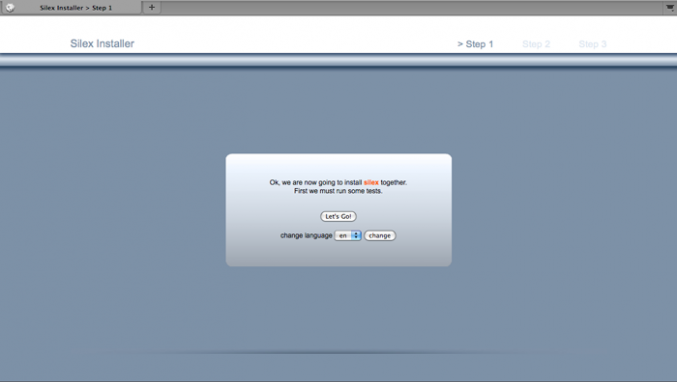 Silex Installer > Step 1
Silex Installer
> Step 1 Step 2 Step 3
Ok, we are now going to install silex together.
First we must run some tests.
Let's Go!
change language en change